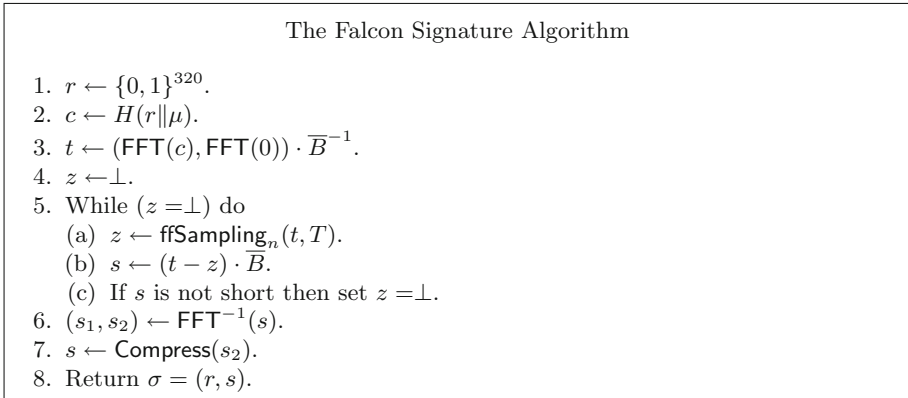 The Falcon Signature Algorithm
1. r ← {0, 1}^320.
2. c ← H(r‖μ).
3. t ← (FFT(c), FFT(0)) · B̅^−1.
4. z ←⊥.
5. While (z =⊥) do
(a) z ← ffSampling_n(t, T).
(b) s ← (t − z) · B̅.
(c) If s is not short then set z =⊥.
6. (s_1, s_2) ← FFT^−1(s).
7. s ← Compress(s_2).
8. Return σ = (r, s).